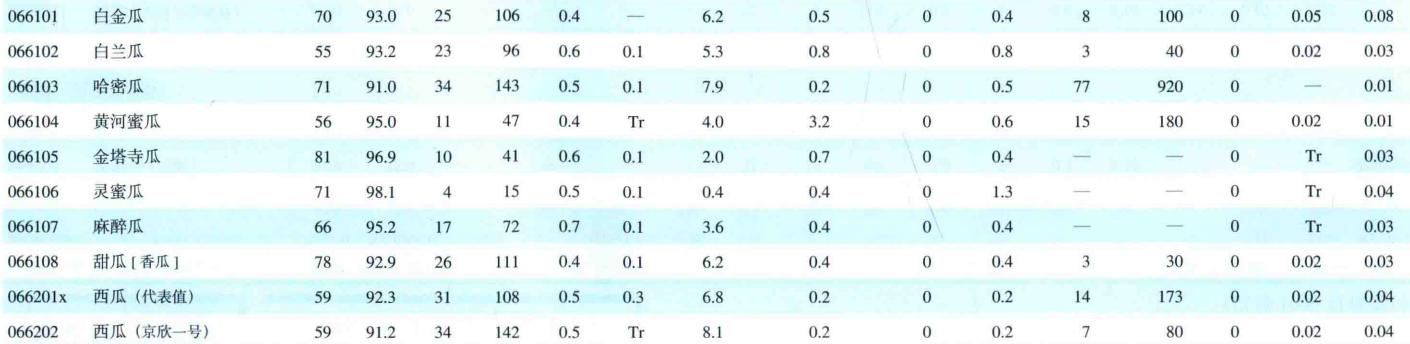 066101 白金瓜 70 93.0 25 106 0.4 — 6.2 0.5 0 0.4 8 100 0 0.05 0.08
066102 白兰瓜 55 93.2 23 96 0.6 0.1 5.3 0.8 0 0.8 3 40 0 0.02 0.03
066103 哈密瓜 71 91.0 34 143 0.5 0.1 7.9 0.2 0 0.5 77 920 0 — 0.01
066104 黄河蜜瓜 56 95.0 11 47 0.4 Tr 4.0 3.2 0 0.6 15 180 0 0.02 0.01
066105 金塔寺瓜 81 96.9 10 41 0.6 0.1 2.0 0.7 0 0.4 — — 0 Tr 0.03
066106 灵蜜瓜 71 98.1 4 15 0.5 0.1 0.4 0.4 0 1.3 — — 0 Tr 0.04
066107 麻醉瓜 66 95.2 17 72 0.7 0.1 3.6 0.4 0 0.4 — — 0 Tr 0.03
066108 甜瓜 [ 香瓜 ] 78 92.9 26 111 0.4 0.1 6.2 0.4 0 0.4 3 30 0 0.02 0.03
066201x 西瓜（代表值） 59 92.3 31 108 0.5 0.3 6.8 0.2 0 0.2 14 173 0 0.02 0.04
066202 西瓜（京欣一号） 59 91.2 34 142 0.5 Tr 8.1 0.2 0 0.2 7 80 0 0.02 0.04